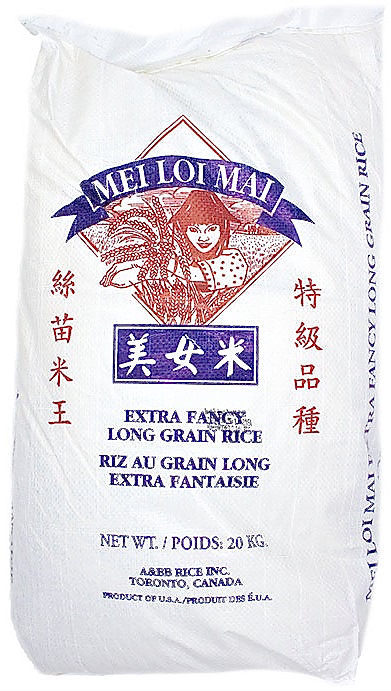 MEI LOI MAI
絲苗米王
特級品種
美女米
EXTRA FANCY
LONG GRAIN RICE
RIZ AU GRAIN LONG
EXTRA FANTAISIE
NET WT. / POIDS: 20 KG.
A&BB RICE INC.
TORONTO, CANADA
PRODUCT OF U.S.A./PRODUIT DES É.U.A.
MEI LOI MAI EXTRA FANCY LONG GRAIN RICE